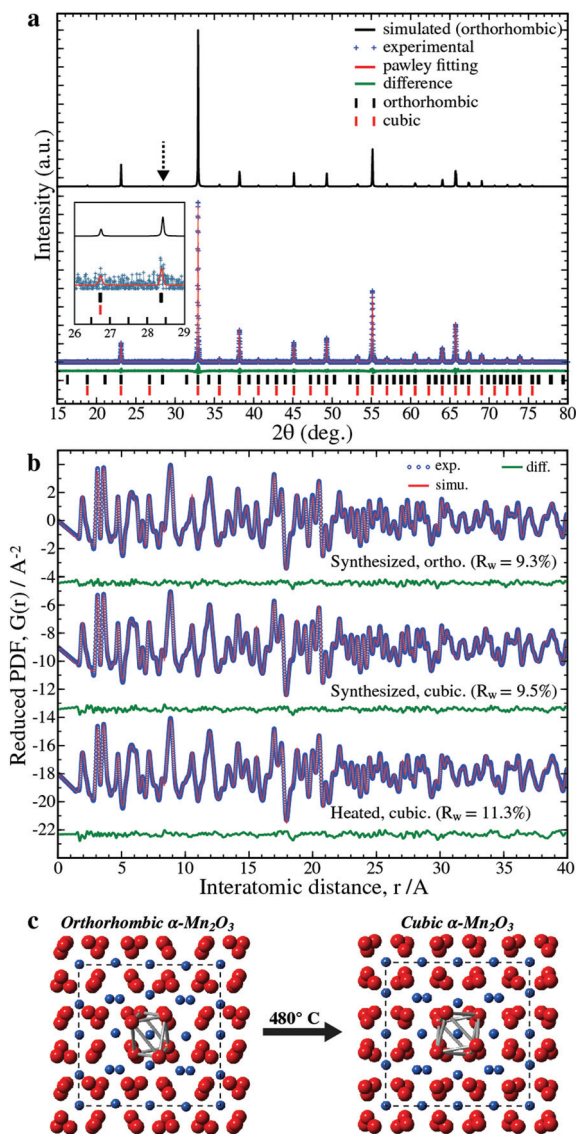 a
simulated (orthorhombic)
experimental
pawley fitting
difference
orthorhombic
cubic
Intensity (a.u.)
26 27 28 29
15 20 25 30 35 40 45 50 55 60 65 70 75 80
2θ (deg.)
b
exp.
diff.
simu.
Reduced PDF, G(r) / A⁻²
2
0
-2
Synthesized, ortho. (Rw = 9.3%)
-4
-6
-8
-10
-12
Synthesized, cubic. (Rw = 9.5%)
-14
-16
-18
-20
Heated, cubic. (Rw = 11.3%)
-22
0 5 10 15 20 25 30 35 40
Interatomic distance, r /A
c
Orthorhombic α-Mn2O3
Cubic α-Mn2O3
480° C